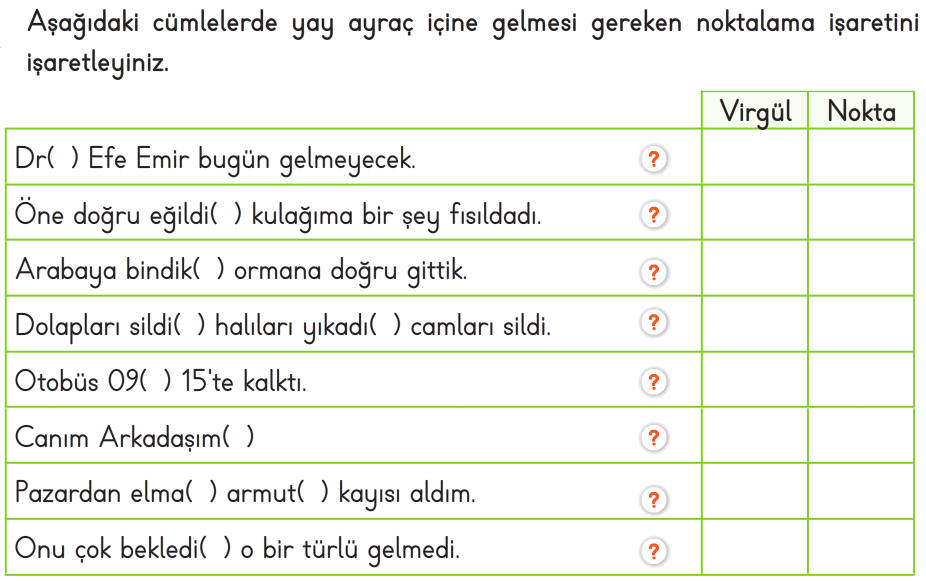 Aşağıdaki cümlelerde yay ayraç içine gelmesi gereken noktalama işaretini
işaretleyiniz.
Virgül Nokta
Dr( ) Efe Emir bugün gelmeyecek. ?
Öne doğru eğildi( ) kulağıma bir şey fısıldadı. ?
Arabaya bindik( ) ormana doğru gittik. ?
Dolapları sildi( ) halıları yıkadı( ) camları sildi. ?
Otobüs 09( ) 15'te kalktı. ?
Canım Arkadaşım( ) ?
Pazardan elma( ) armut( ) kayısı aldım. ?
Onu çok bekledi( ) o bir türlü gelmedi. ?